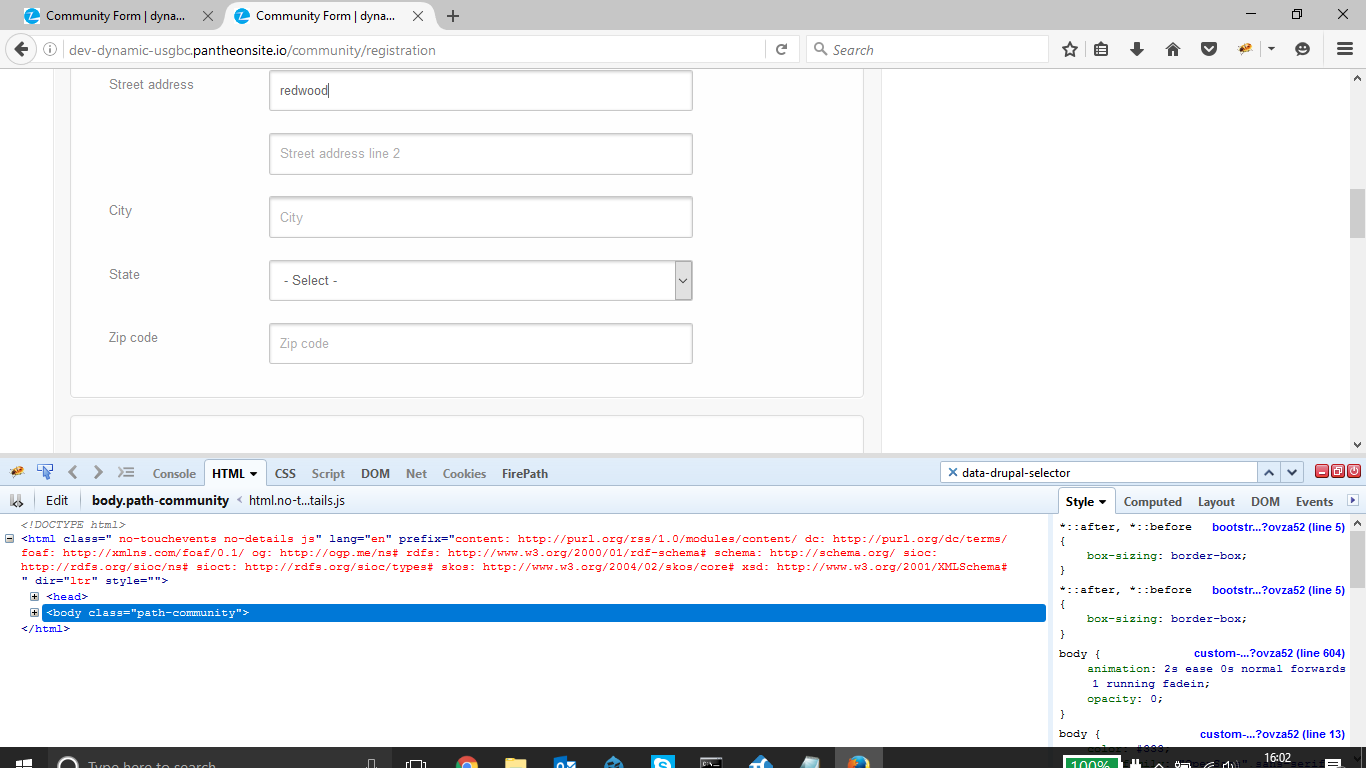 Community Form | dyna...
Community Form | dyna...
dev-dynamic-usgbc.pantheonsite.io/community/registration
Search
Street address
redwood
Street address line 2
City
City
State
- Select -
Zip code
Zip code
Console HTML CSS Script DOM Net Cookies FirePath
data-drupal-selector
Edit body.path-community < html.no-t...tails.js
Style Computed Layout DOM Events
<!DOCTYPE html>
<html class=" no-touchevents no-details js" lang="en" prefix="content: http://purl.org/rss/1.0/modules/content/ dc: http://purl.org/dc/terms/
foaf: http://xmlns.com/foaf/0.1/ og: http://ogp.me/ns# rdfs: http://www.w3.org/2000/01/rdf-schema# schema: http://schema.org/ sioc:
http://rdfs.org/sioc/ns# sioct: http://rdfs.org/sioc/types# skos: http://www.w3.org/2004/02/skos/core# xsd: http://www.w3.org/2001/XMLSchema#
" dir="ltr" style="">
<head>
<body class="path-community">
</html>
*::after, *::before bootstr...?ovza52 (line 5)
{
box-sizing: border-box;
}
*::after, *::before bootstr...?ovza52 (line 5)
{
box-sizing: border-box;
}
body { custom-...?ovza52 (line 604)
animation: 2s ease 0s normal forwards
1 running fadein;
opacity: 0;
}
body { custom-...?ovza52 (line 13)
color: #888;
Type here to search
100%
16:02